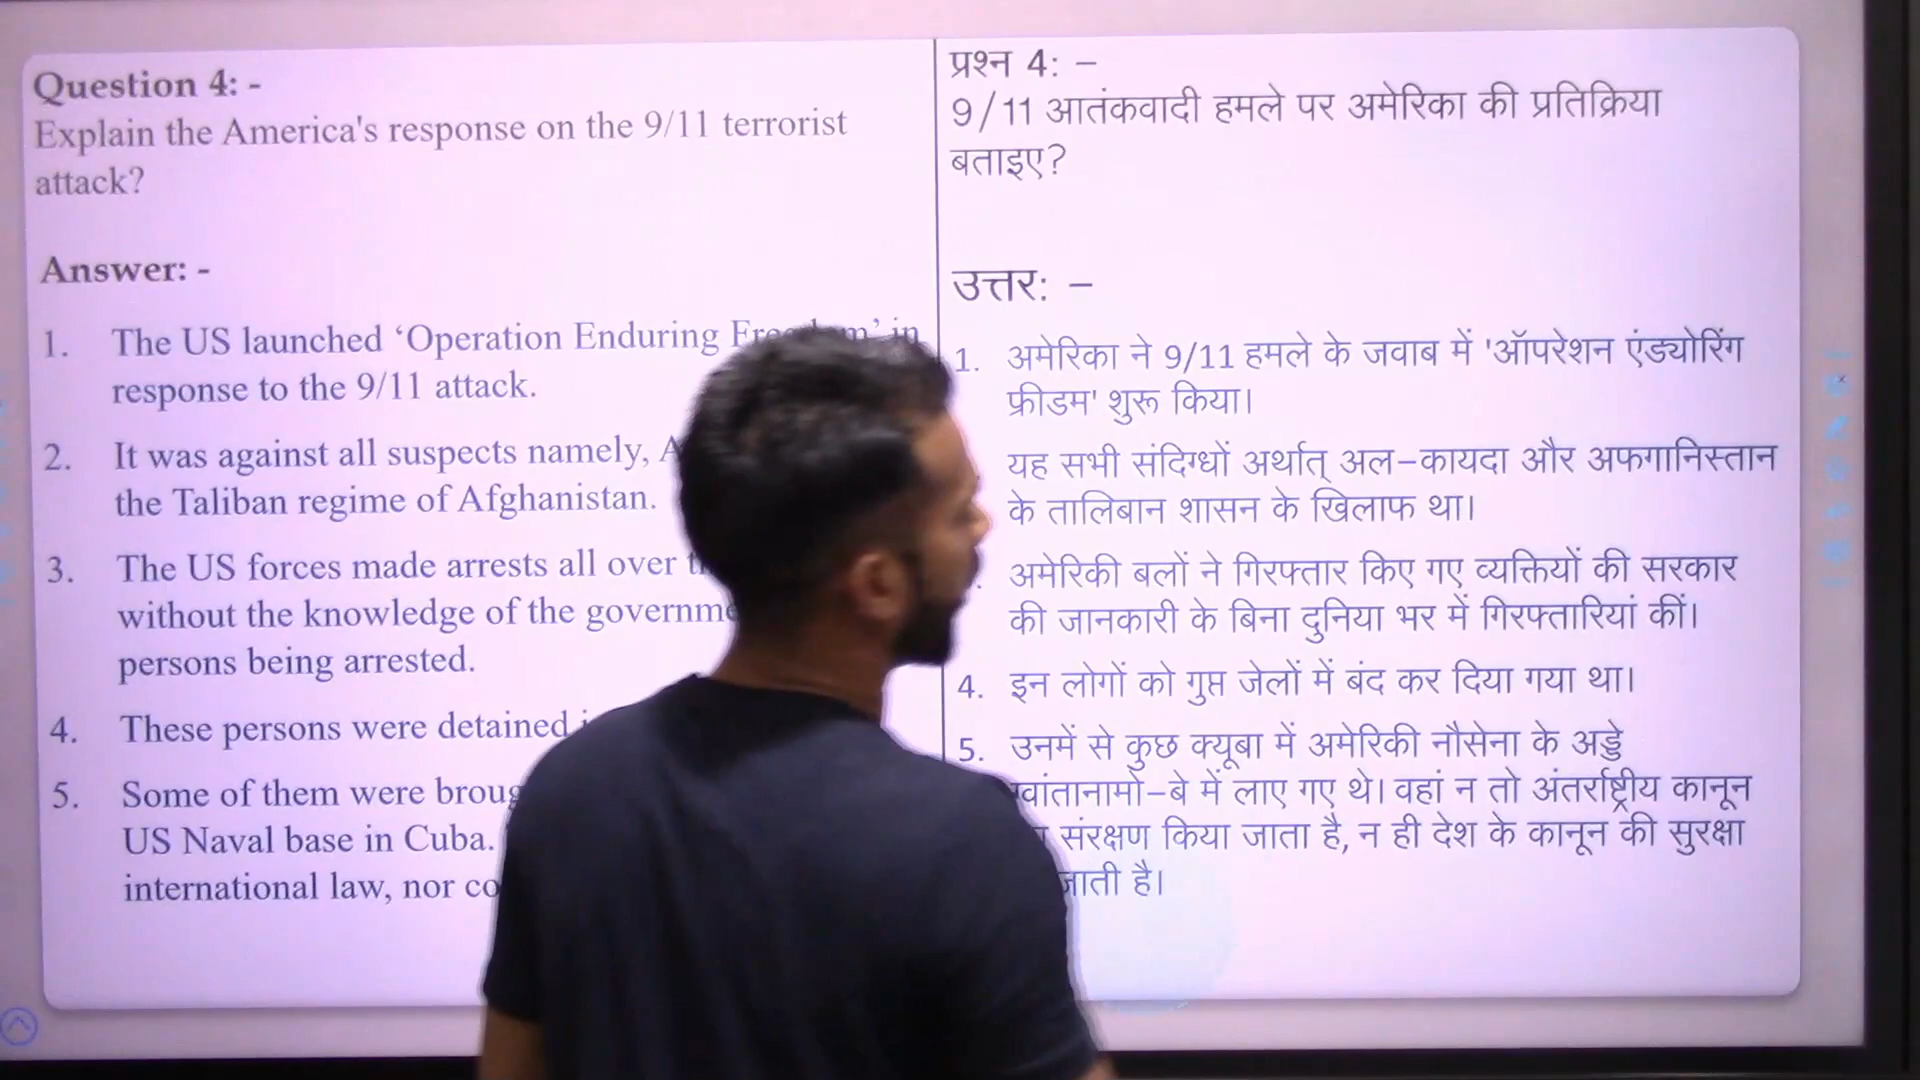 Question 4: -
Explain the America's response on the 9/11 terrorist
attack?
Answer: -
1. The US launched ‘Operation Enduring in
response to the 9/11 attack.
2. It was against all suspects namely,
the Taliban regime of Afghanistan.
3. The US forces made arrests all over
without the knowledge of the
persons being arrested.
4. These persons were detained
5. Some of them were
US Naval base in Cuba.
international law, nor
प्रश्न 4: –
9/11 आतंकवादी हमले पर अमेरिका की प्रतिक्रिया
बताइए?
उत्तर: –
1. अमेरिका ने 9/11 हमले के जवाब में 'ऑपरेशन एंड्योरिंग
फ्रीडम' शुरू किया।
यह सभी संदिग्धों अर्थात् अल–कायदा और अफगानिस्तान
के तालिबान शासन के खिलाफ था।
अमेरिकी बलों ने गिरफ्तार किए गए व्यक्तियों की सरकार
की जानकारी के बिना दुनिया भर में गिरफ्तारियां कीं।
4. इन लोगों को गुप्त जेलों में बंद कर दिया गया था।
5. उनमें से कुछ क्यूबा में अमेरिकी नौसेना के अड्डे
में लाए गए थे। वहां न तो अंतर्राष्ट्रीय कानून
संरक्षण किया जाता है, न ही देश के कानून की सुरक्षा
जाती है।